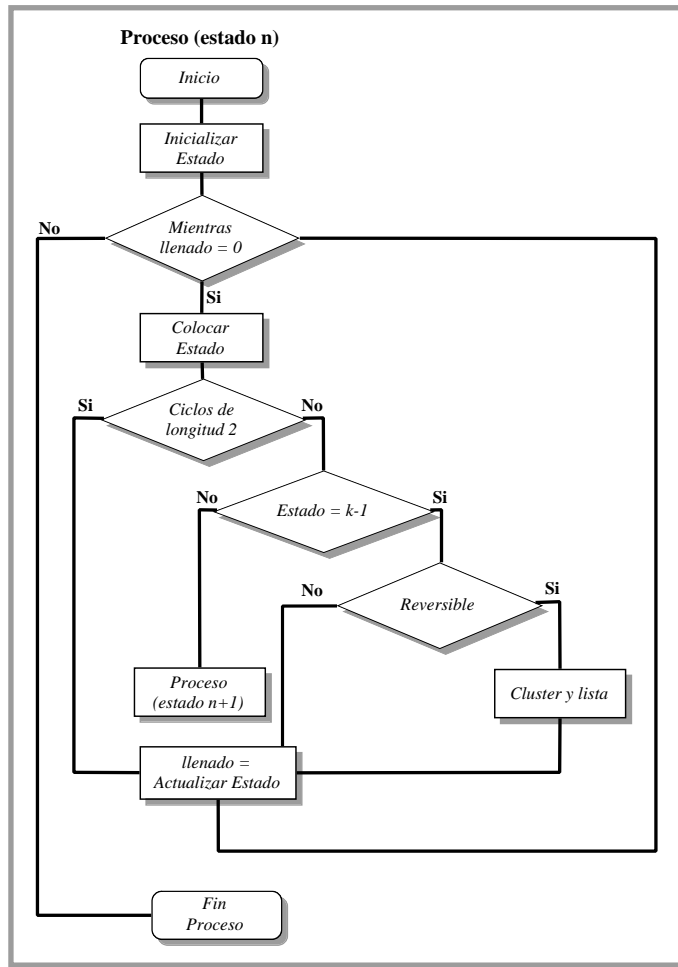 Proceso (estado n)
Inicio
Inicializar
Estado
No
Mientras
llenado = 0
Si
Colocar
Estado
Si
Ciclos de
longitud 2
No
No
Estado = k-1
Si
No
Reversible
Si
Proceso
(estado n+1)
Cluster y lista
llenado =
Actualizar Estado
Fin
Proceso